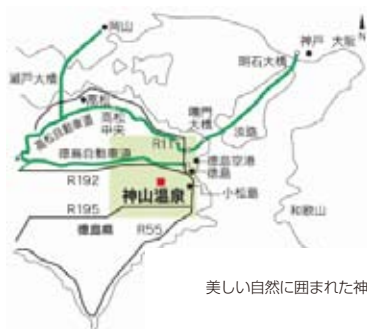 岡山
N
神戸
大阪
明石大橋
瀬戸大橋
高松
鳴門
大橋
高松
中央
淡路
高松自動車道
R11
徳島自動車道
徳島空港
徳島
R192
小松島
神山温泉
R195
和歌山
徳島県
R55
美しい自然に囲まれた神